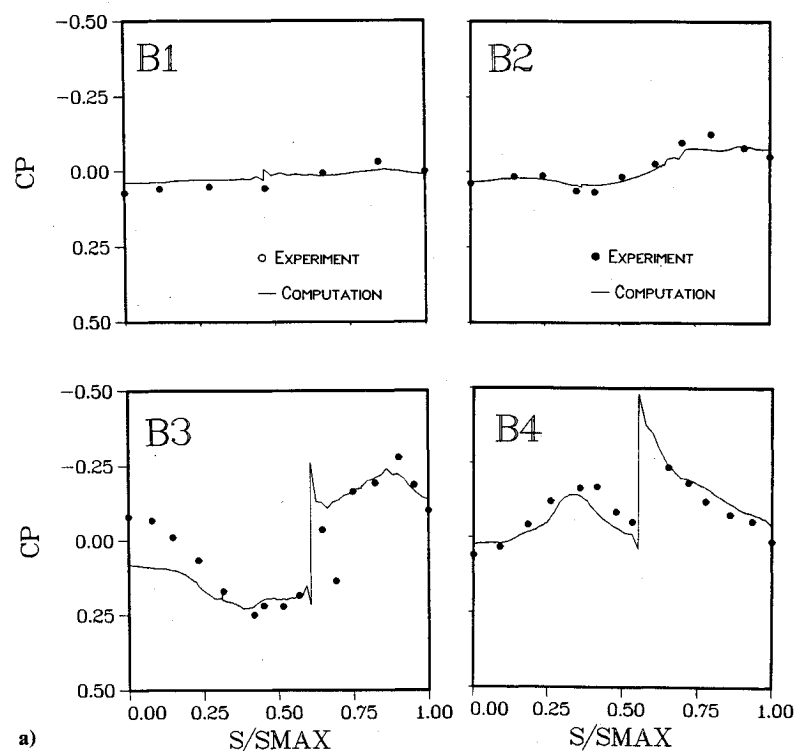 -0.50
-0.25
0.00
0.25
0.50
CP
B1
EXPERIMENT
COMPUTATION
B2
EXPERIMENT
COMPUTATION
-0.50
-0.25
0.00
0.25
0.50
CP
B3
B4
0.00 0.25 0.50 0.75 1.00
S/SMAX
0.00 0.25 0.50 0.75 1.00
S/SMAX
a)